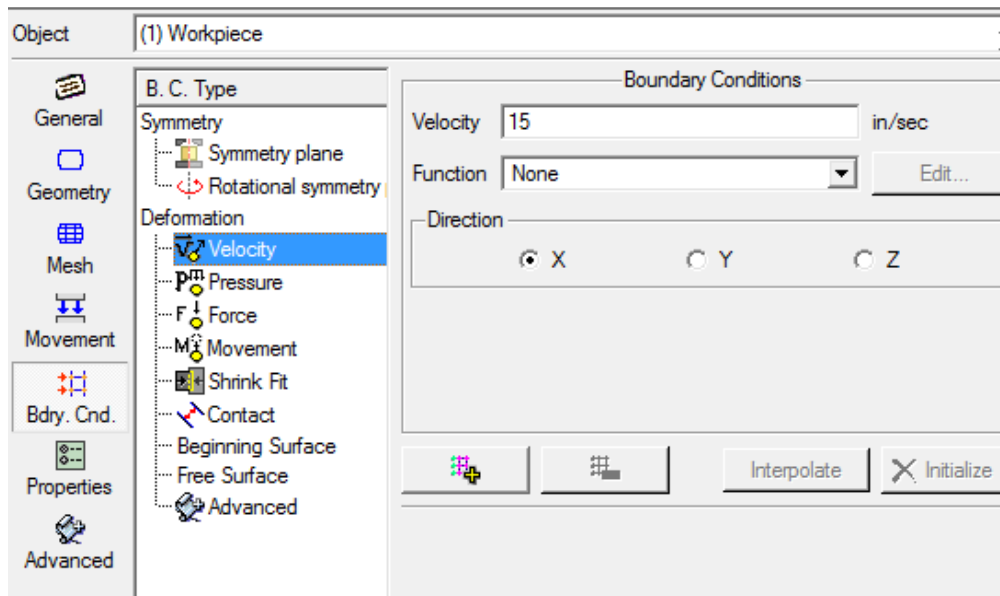 Object (1) Workpiece
General
Geometry
Mesh
Movement
Bdry. Cnd.
Properties
Advanced
B. C. Type
Symmetry
Symmetry plane
Rotational symmetry
Deformation
Velocity
Pressure
Force
Movement
Shrink Fit
Contact
Beginning Surface
Free Surface
Advanced
Boundary Conditions
Velocity 15 in/sec
Function None Edit...
Direction
X Y Z
Interpolate Initialize